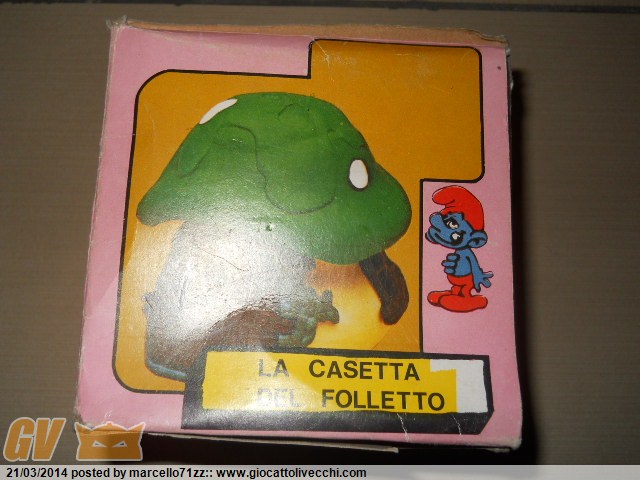 LA CASETTA
DEL FOLLETTO
GV
21/03/2014 posted by marcello71zz:: www.giocattolivecchi.com